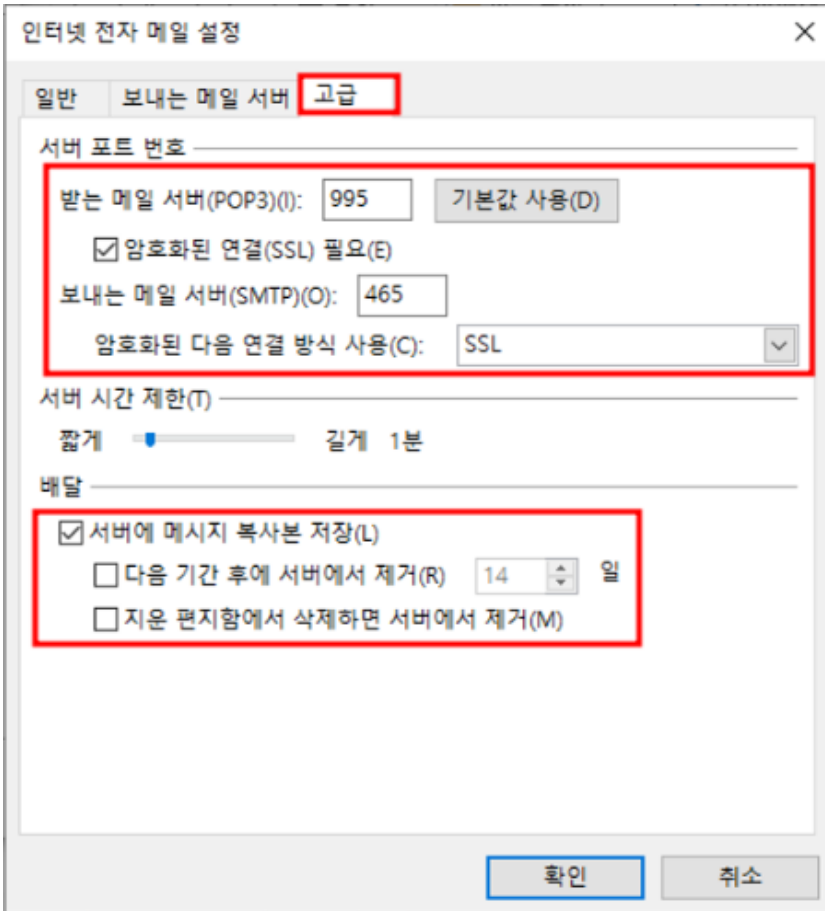 인터넷 전자 메일 설정
일반 보내는 메일 서버 고급
서버 포트 번호
받는 메일 서버(POP3)(I): 995 기본값 사용(D)
암호화된 연결(SSL) 필요(E)
보내는 메일 서버(SMTP)(O): 465
암호화된 다음 연결 방식 사용(C): SSL
서버 시간 제한(T)
짧게 길게 1분
배달
서버에 메시지 복사본 저장(L)
다음 기간 후에 서버에서 제거(R) 14 일
지운 편지함에서 삭제하면 서버에서 제거(M)
확인 취소